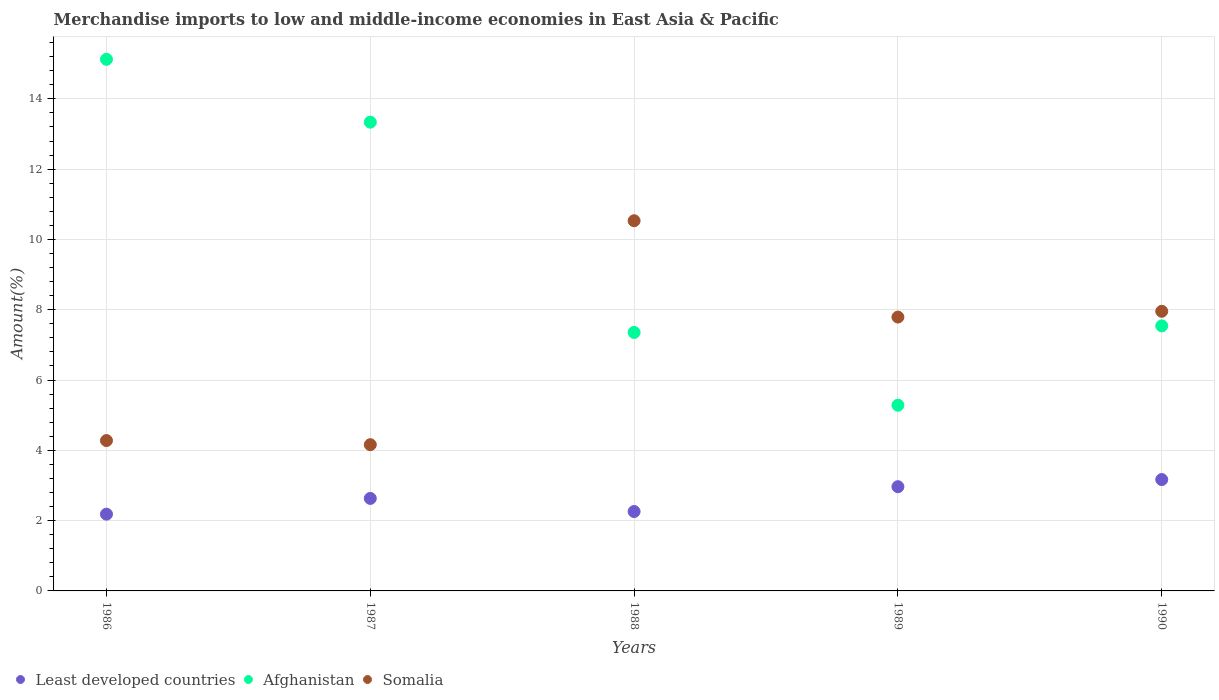 Merchandise imports to low and middle-income economies in East Asia & Pacific
Amount(%)
14
12
10
8
6
4
2
0
1986
1987
1988
1989
1990
Years
Least developed countries
Afghanistan
Somalia